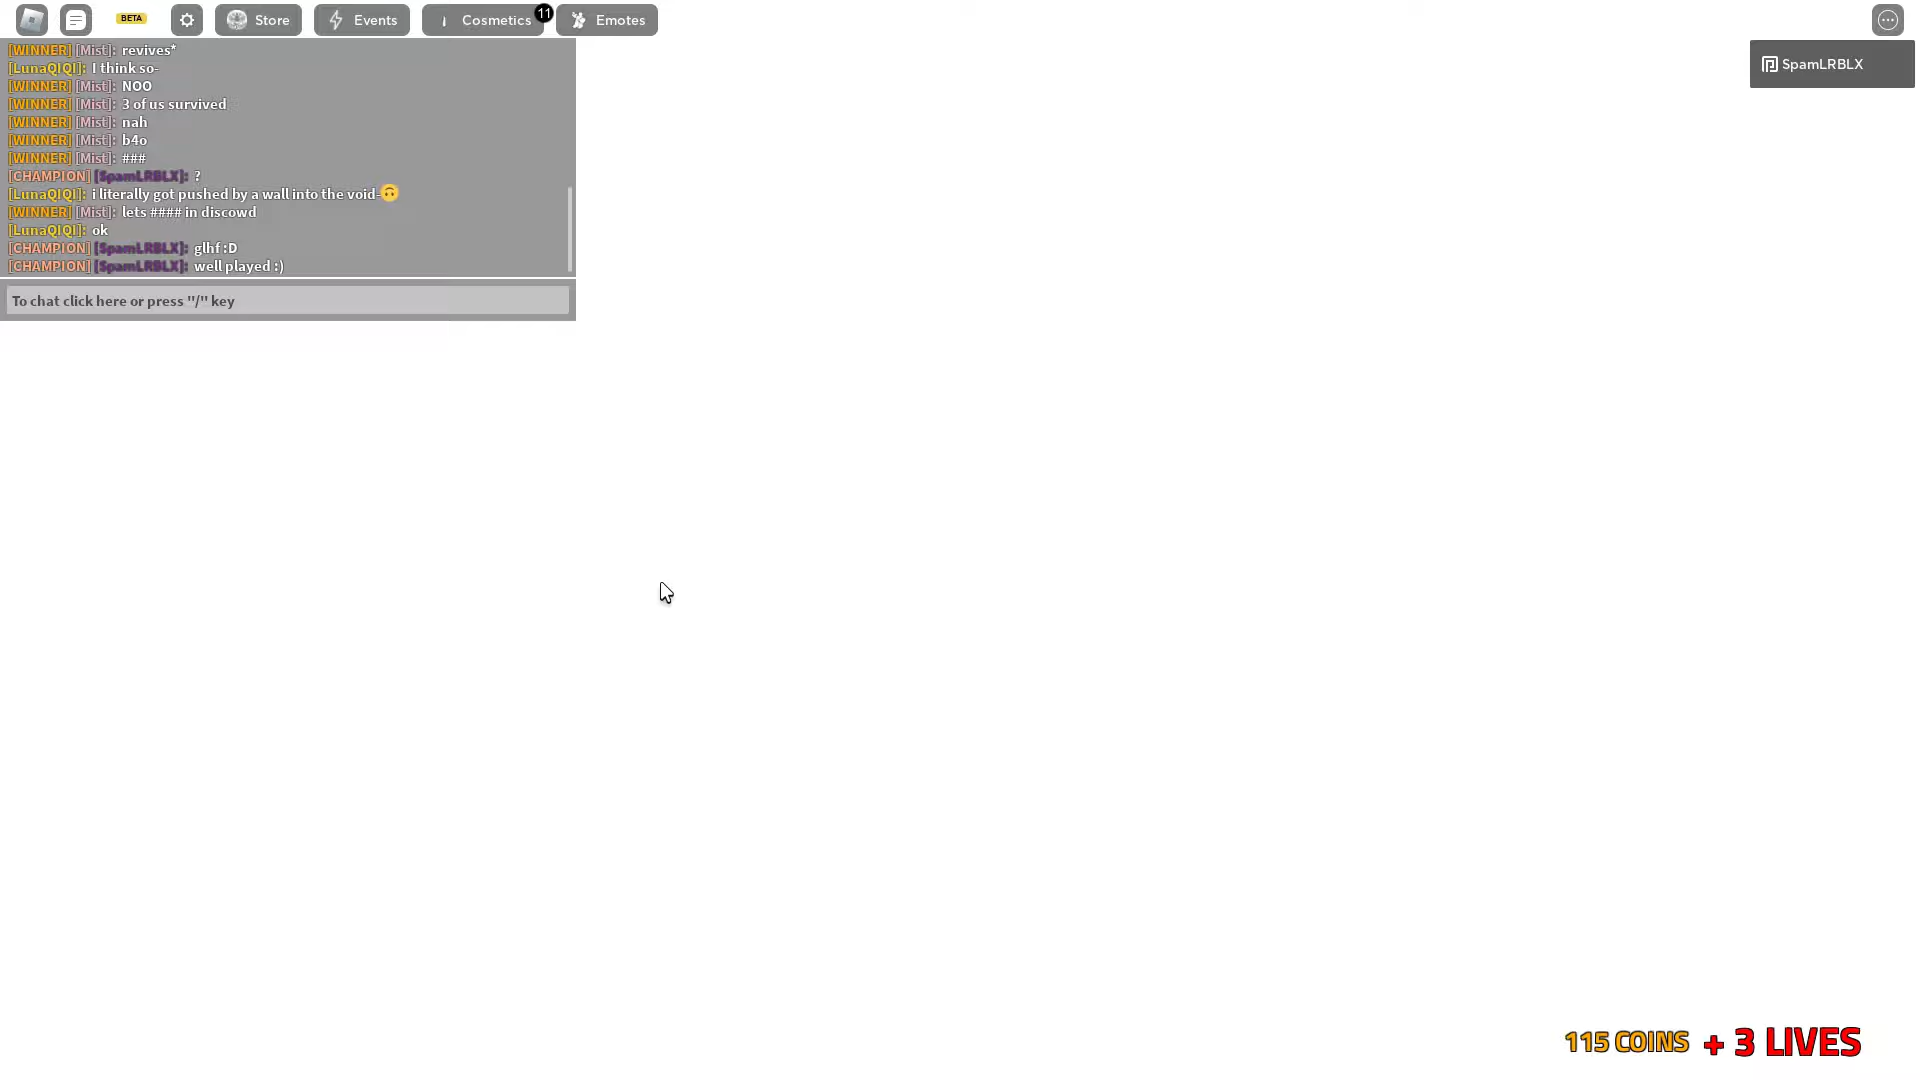 BETA
Store
Events
Cosmetics
11
Emotes
[WINNER] [Mist]: revives*
[LunaQIQI]: I think so-
[WINNER] [Mist]: NOO
[WINNER] [Mist]: 3 of us survived
[WINNER] [Mist]: nah
[WINNER] [Mist]: b4o
[WINNER] [Mist]: ###
[CHAMPION] [SpamLRBLX]: ?
[LunaQIQI]: i literally got pushed by a wall into the void-🙃
[WINNER] [Mist]: lets #### in discowd
[LunaQIQI]: ok
[CHAMPION] [SpamLRBLX]: glhf :D
[CHAMPION] [SpamLRBLX]: well played :)
To chat click here or press "/" key
SpamLRBLX
115 COINS + 3 LIVES